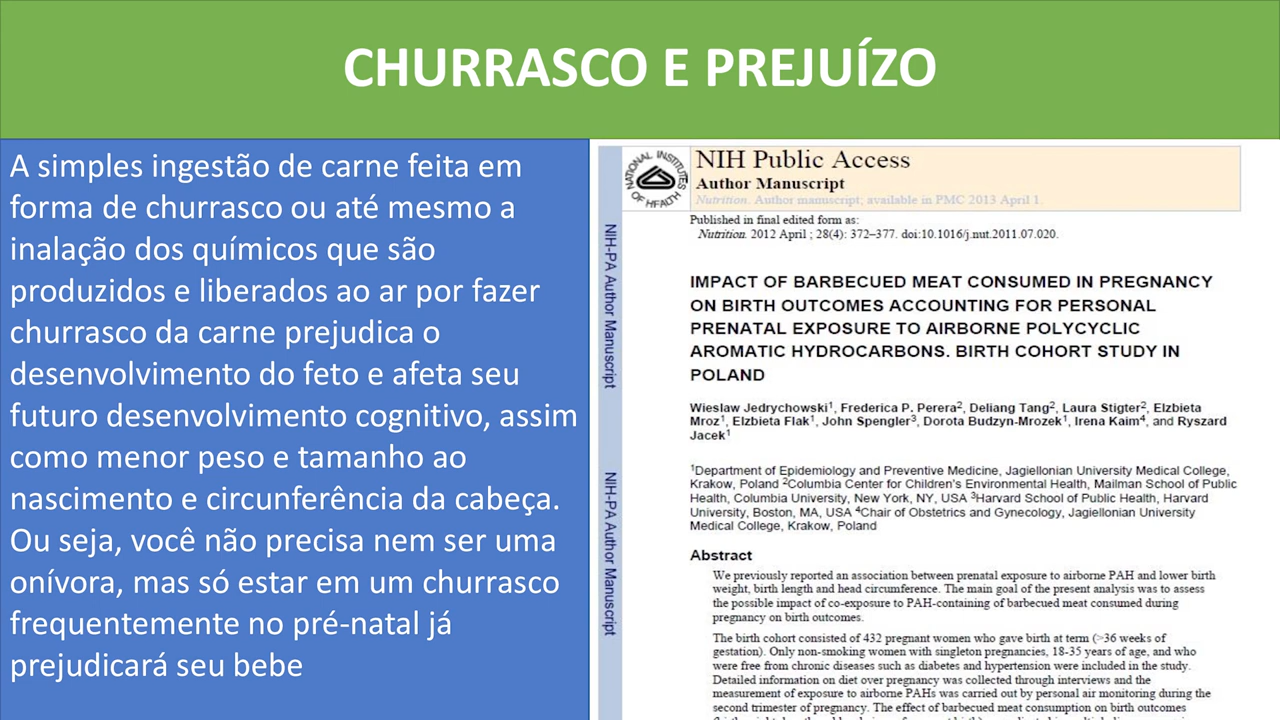 CHURRASCO E PREJUÍZO
A simples ingestão de carne feita em
forma de churrasco ou até mesmo a
inalação dos químicos que são
produzidos e liberados ao ar por fazer
churrasco da carne prejudica o
desenvolvimento do feto e afeta seu
futuro desenvolvimento cognitivo, assim
como menor peso e tamanho ao
nascimento e circunferência da cabeça.
Ou seja, você não precisa nem ser uma
onívora, mas só estar em um churrasco
frequentemente no pré-natal já
prejudicará seu bebe
NATIONAL INSTITUTES OF HEALTH
NIH Public Access
Author Manuscript
Nutrition. Author manuscript; available in PMC 2013 April 1.
Published in final edited form as:
Nutrition. 2012 April ; 28(4): 372–377. doi:10.1016/j.nut.2011.07.020.
NIH-PA Author Manuscript
NIH-PA Author Manuscript
IMPACT OF BARBECUED MEAT CONSUMED IN PREGNANCY
ON BIRTH OUTCOMES ACCOUNTING FOR PERSONAL
PRENATAL EXPOSURE TO AIRBORNE POLYCYCLIC
AROMATIC HYDROCARBONS. BIRTH COHORT STUDY IN
POLAND
Wieslaw Jedrychowski1, Frederica P. Perera2, Deliang Tang2, Laura Stigter2, Elzbieta
Mroz1, Elzbieta Flak1, John Spengler3, Dorota Budzyn-Mrozek1, Irena Kaim4, and Ryszard
Jacek1
1Department of Epidemiology and Preventive Medicine, Jagiellonian University Medical College,
Krakow, Poland 2Columbia Center for Children's Environmental Health, Mailman School of Public
Health, Columbia University, New York, NY, USA 3Harvard School of Public Health, Harvard
University, Boston, MA, USA 4Chair of Obstetrics and Gynecology, Jagiellonian University
Medical College, Krakow, Poland
Abstract
We previously reported an association between prenatal exposure to airborne PAH and lower birth
weight, birth length and head circumference. The main goal of the present analysis was to assess
the possible impact of co-exposure to PAH-containing of barbecued meat consumed during
pregnancy on birth outcomes.
The birth cohort consisted of 432 pregnant women who gave birth at term (>36 weeks of
gestation). Only non-smoking women with singleton pregnancies, 18-35 years of age, and who
were free from chronic diseases such as diabetes and hypertension were included in the study.
Detailed information on diet over pregnancy was collected through interviews and the
measurement of exposure to airborne PAHs was carried out by personal air monitoring during the
second trimester of pregnancy. The effect of barbecued meat consumption on birth outcomes